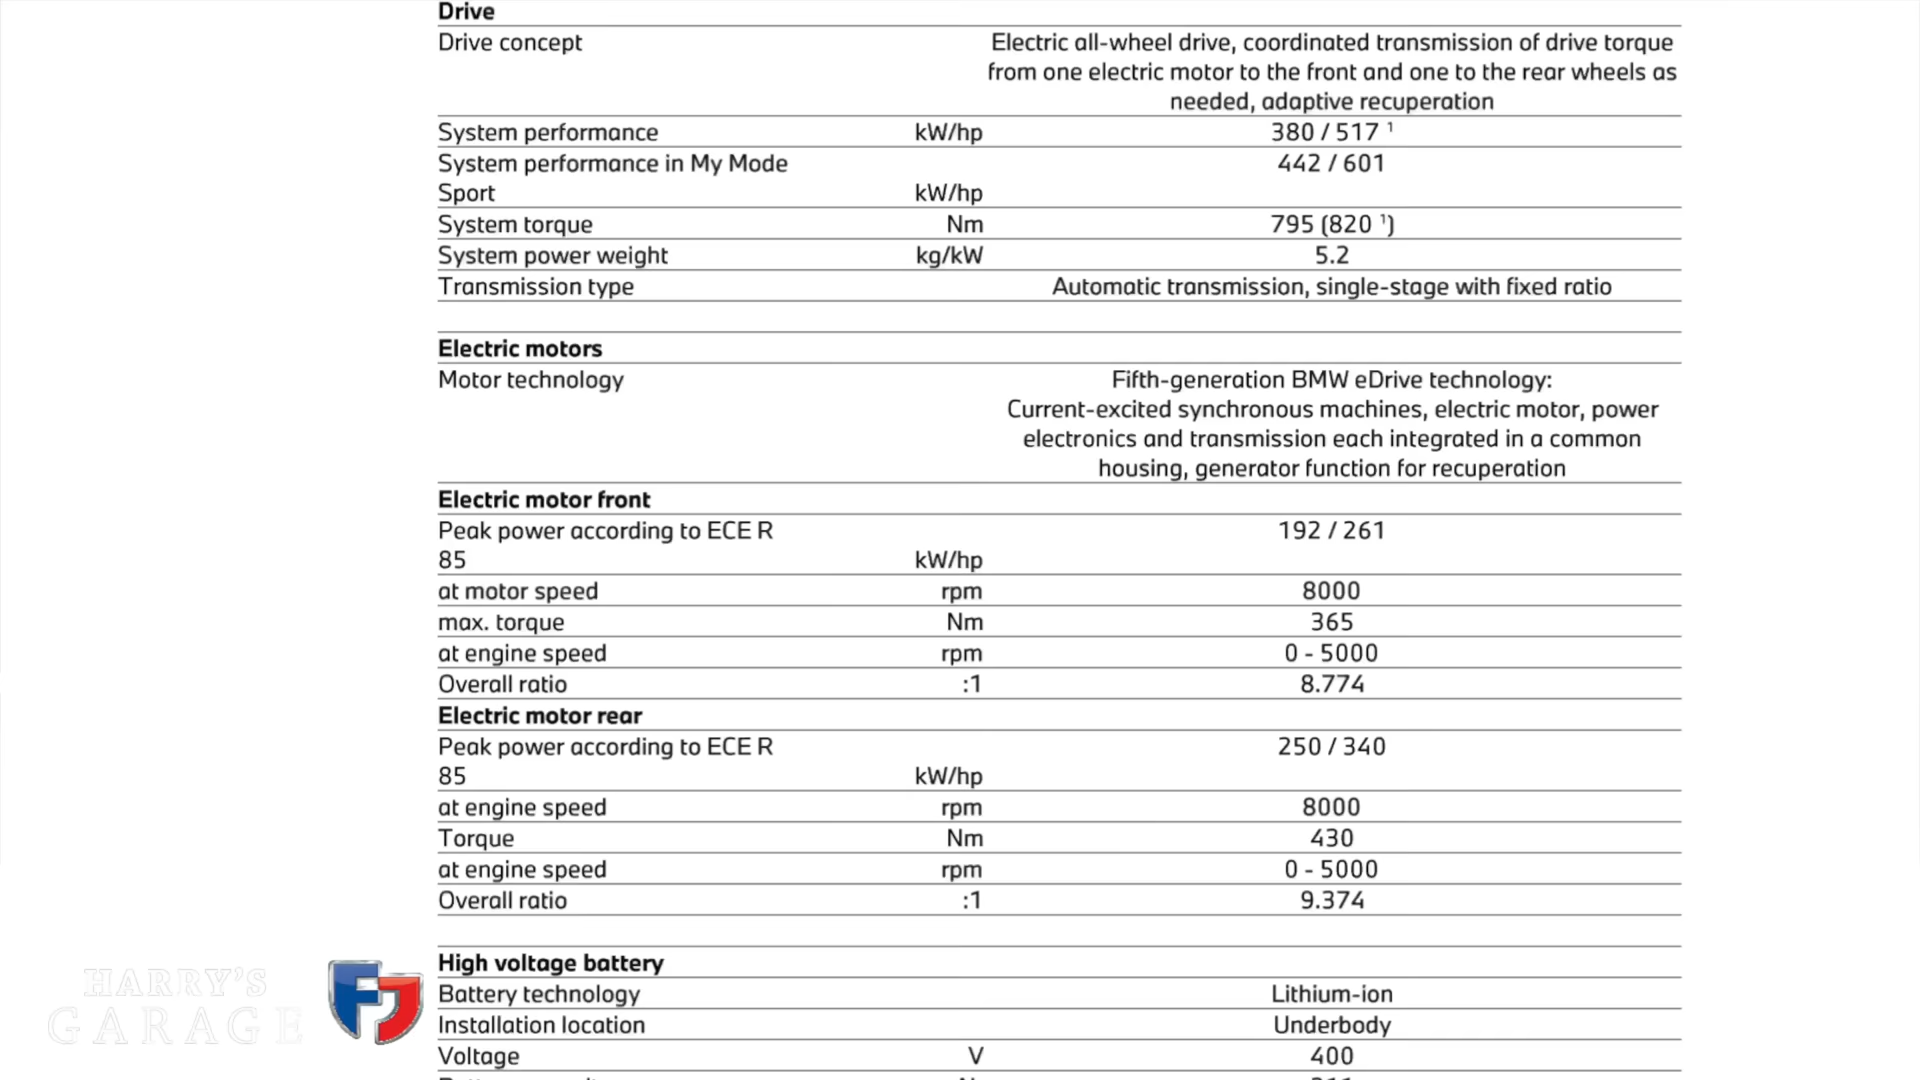 Drive
Drive concept Electric all-wheel drive, coordinated transmission of drive torque
from one electric motor to the front and one to the rear wheels as
needed, adaptive recuperation
System performance kW/hp 380 / 517 ¹
System performance in My Mode 442 / 601
Sport kW/hp
System torque Nm 795 (820 ¹)
System power weight kg/kW 5.2
Transmission type Automatic transmission, single-stage with fixed ratio
Electric motors
Motor technology Fifth-generation BMW eDrive technology:
Current-excited synchronous machines, electric motor, power
electronics and transmission each integrated in a common
housing, generator function for recuperation
Electric motor front
Peak power according to ECE R 192 / 261
85 kW/hp
at motor speed rpm 8000
max. torque Nm 365
at engine speed rpm 0 - 5000
Overall ratio :1 8.774
Electric motor rear
Peak power according to ECE R 250 / 340
85 kW/hp
at engine speed rpm 8000
Torque Nm 430
at engine speed rpm 0 - 5000
Overall ratio :1 9.374
High voltage battery
Battery technology Lithium-ion
Installation location Underbody
Voltage V 400
HARRY'S
GARAGE